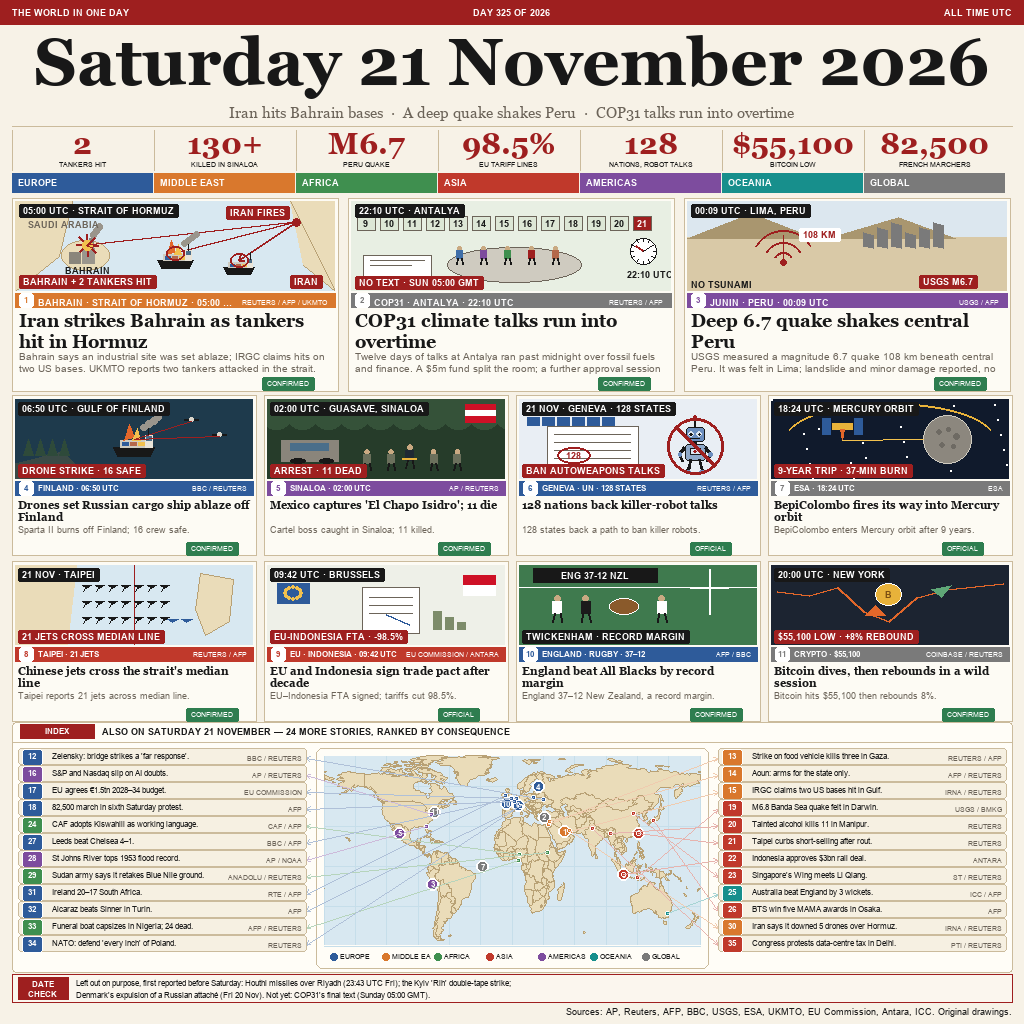 THE WORLD IN ONE DAY
DAY 325 OF 2026
ALL TIME UTC
Saturday 21 November 2026
Iran hits Bahrain bases · A deep quake shakes Peru · COP31 talks run into overtime
2
TANKERS HIT
130+
KILLED IN SINALOA
M6.7
PERU QUAKE
98.5%
EU TARIFF LINES
128
NATIONS, ROBOT TALKS
$55,100
BITCOIN LOW
82,500
FRENCH MARCHERS
EUROPE
MIDDLE EAST
AFRICA
ASIA
AMERICAS
OCEANIA
GLOBAL
05:00 UTC · STRAIT OF HORMUZ
IRAN FIRES
SAUDI ARABIA
BAHRAIN
BAHRAIN + 2 TANKERS HIT
IRAN
1 BAHRAIN · STRAIT OF HORMUZ · 05:00 ... REUTERS / AFP / UKMTO
Iran strikes Bahrain as tankers
hit in Hormuz
Bahrain says an industrial site was set ablaze; IRGC claims hits on
two US bases. UKMTO reports two tankers attacked in the strait.
CONFIRMED
22:10 UTC · ANTALYA
9 10 11 12 13 14 15 16 17 18 19 20 21
22:10 UTC
NO TEXT · SUN 05:00 GMT
2 COP31 · ANTALYA · 22:10 UTC REUTERS / AFP
COP31 climate talks run into
overtime
Twelve days of talks at Antalya ran past midnight over fossil fuels
and finance. A $5m fund split the room; a further approval session
CONFIRMED
00:09 UTC · LIMA, PERU
108 KM
NO TSUNAMI
USGS M6.7
3 JUNIN · PERU · 00:09 UTC USGS / AFP
Deep 6.7 quake shakes central
Peru
USGS measured a magnitude 6.7 quake 108 km beneath central
Peru. It was felt in Lima; landslide and minor damage reported, no
CONFIRMED
06:50 UTC · GULF OF FINLAND
DRONE STRIKE · 16 SAFE
4 FINLAND · 06:50 UTC BBC / REUTERS
Drones set Russian cargo ship ablaze off
Finland
Sparta II burns off Finland; 16 crew safe.
CONFIRMED
02:00 UTC · GUASAVE, SINALOA
ARREST · 11 DEAD
5 SINALOA · 02:00 UTC AP / REUTERS
Mexico captures 'El Chapo Isidro'; 11 die
Cartel boss caught in Sinaloa; 11 killed.
CONFIRMED
21 NOV · GENEVA · 128 STATES
128
BAN AUTOWEAPONS TALKS
6 GENEVA · UN · 128 STATES REUTERS / AFP
128 nations back killer-robot talks
128 states back a path to ban killer robots.
OFFICIAL
18:24 UTC · MERCURY ORBIT
9-YEAR TRIP · 37-MIN BURN
7 ESA · 18:24 UTC ESA
BepiColombo fires its way into Mercury
orbit
BepiColombo enters Mercury orbit after 9 years.
OFFICIAL
21 NOV · TAIPEI
21 JETS CROSS MEDIAN LINE
8 TAIPEI · 21 JETS REUTERS / AFP
Chinese jets cross the strait's median
line
Taipei reports 21 jets across median line.
CONFIRMED
09:42 UTC · BRUSSELS
EU-INDONESIA FTA · -98.5%
9 EU · INDONESIA · 09:42 UTC EU COMMISSION / ANTARA
EU and Indonesia sign trade pact after
decade
EU–Indonesia FTA signed; tariffs cut 98.5%.
OFFICIAL
ENG 37-12 NZL
TWICKENHAM · RECORD MARGIN
10 ENGLAND · RUGBY · 37–12 AFP / BBC
England beat All Blacks by record
margin
England 37–12 New Zealand, a record margin.
CONFIRMED
20:00 UTC · NEW YORK
B
$55,100 LOW · +8% REBOUND
11 CRYPTO · $55,100 COINBASE / REUTERS
Bitcoin dives, then rebounds in a wild
session
Bitcoin hits $55,100 then rebounds 8%.
CONFIRMED
INDEX
ALSO ON SATURDAY 21 NOVEMBER — 24 MORE STORIES, RANKED BY CONSEQUENCE
12 Zelensky: bridge strikes a 'far response'. BBC / REUTERS
16 S&P and Nasdaq slip on AI doubts. AP / REUTERS
17 EU agrees €1.5tn 2028–34 budget. EU COMMISSION
18 82,500 march in sixth Saturday protest. AFP
24 CAF adopts Kiswahili as working language. CAF / AFP
27 Leeds beat Chelsea 4–1. BBC / AFP
28 St Johns River tops 1953 flood record. AP / NOAA
29 Sudan army says it retakes Blue Nile ground. ANADOLU / REUTERS
31 Ireland 20–17 South Africa. RTE / AFP
32 Alcaraz beats Sinner in Turin. AFP
33 Funeral boat capsizes in Nigeria; 24 dead. AFP / REUTERS
34 NATO: defend 'every inch' of Poland. REUTERS
4
2
5
3
7
EUROPE
MIDDLE EA
AFRICA
ASIA
AMERICAS
OCEANIA
GLOBAL
13 Strike on food vehicle kills three in Gaza. REUTERS / AFP
14 Aoun: arms for the state only. AFP / REUTERS
15 IRGC claims two US bases hit in Gulf. IRNA / REUTERS
19 M6.8 Banda Sea quake felt in Darwin. USGS / BMKG
20 Tainted alcohol kills 11 in Manipur. REUTERS
21 Taipei curbs short-selling after rout. REUTERS
22 Indonesia approves $3bn rail deal. ANTARA
23 Singapore's Wing meets Li Qiang. ST / REUTERS
25 Australia beat England by 3 wickets. ICC / AFP
26 BTS win five MAMA awards in Osaka. AFP
30 Iran says it downed 5 drones over Hormuz. IRNA / REUTERS
35 Congress protests data-centre tax in Delhi. PTI / REUTERS
DATE
CHECK
Left out on purpose, first reported before Saturday: Houthi missiles over Riyadh (23:43 UTC Fri); the Kyiv 'Rih' double-tape strike;
Denmark's expulsion of a Russian attaché (Fri 20 Nov). Not yet: COP31's final text (Sunday 05:00 GMT).
Sources: AP, Reuters, AFP, BBC, USGS, ESA, UKMTO, EU Commission, Antara, ICC. Original drawings.